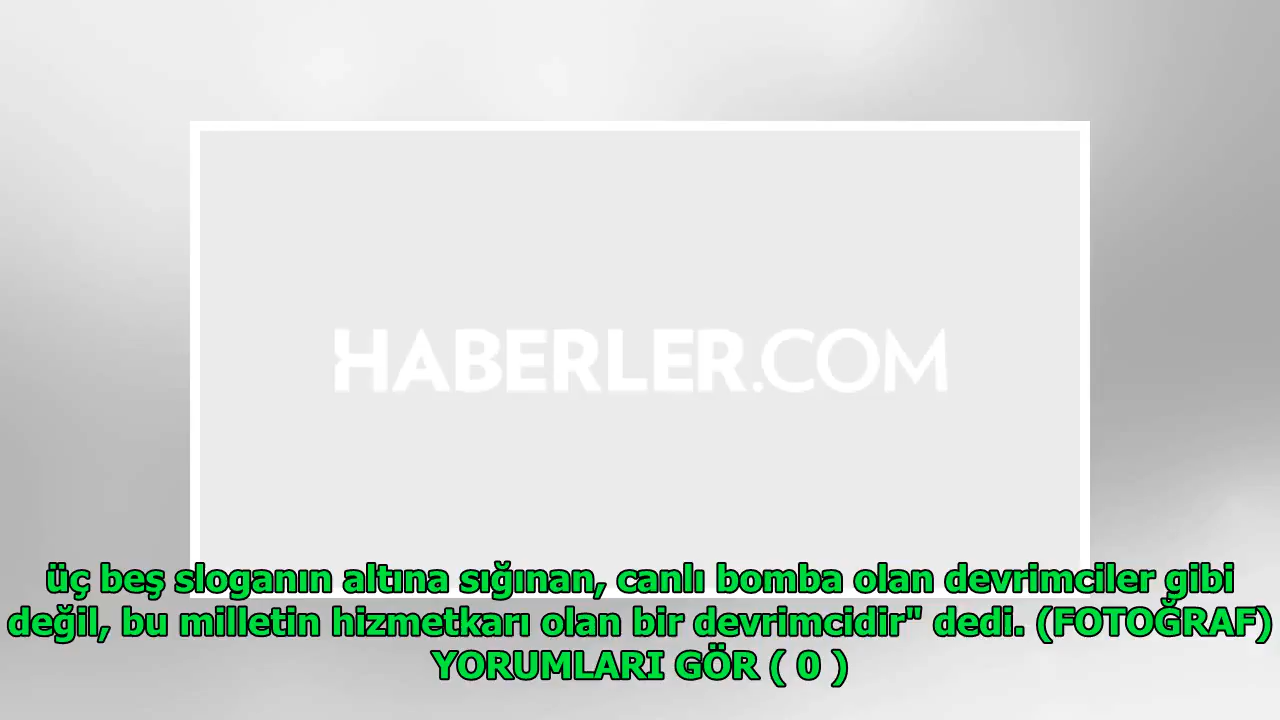 HABERLER.COM
üç beş sloganın altına sığınan, canlı bomba olan devrimciler gibi
değil, bu milletin hizmetkarı olan bir devrimcidir" dedi. (FOTOĞRAF)
YORUMLARI GÖR ( 0 )